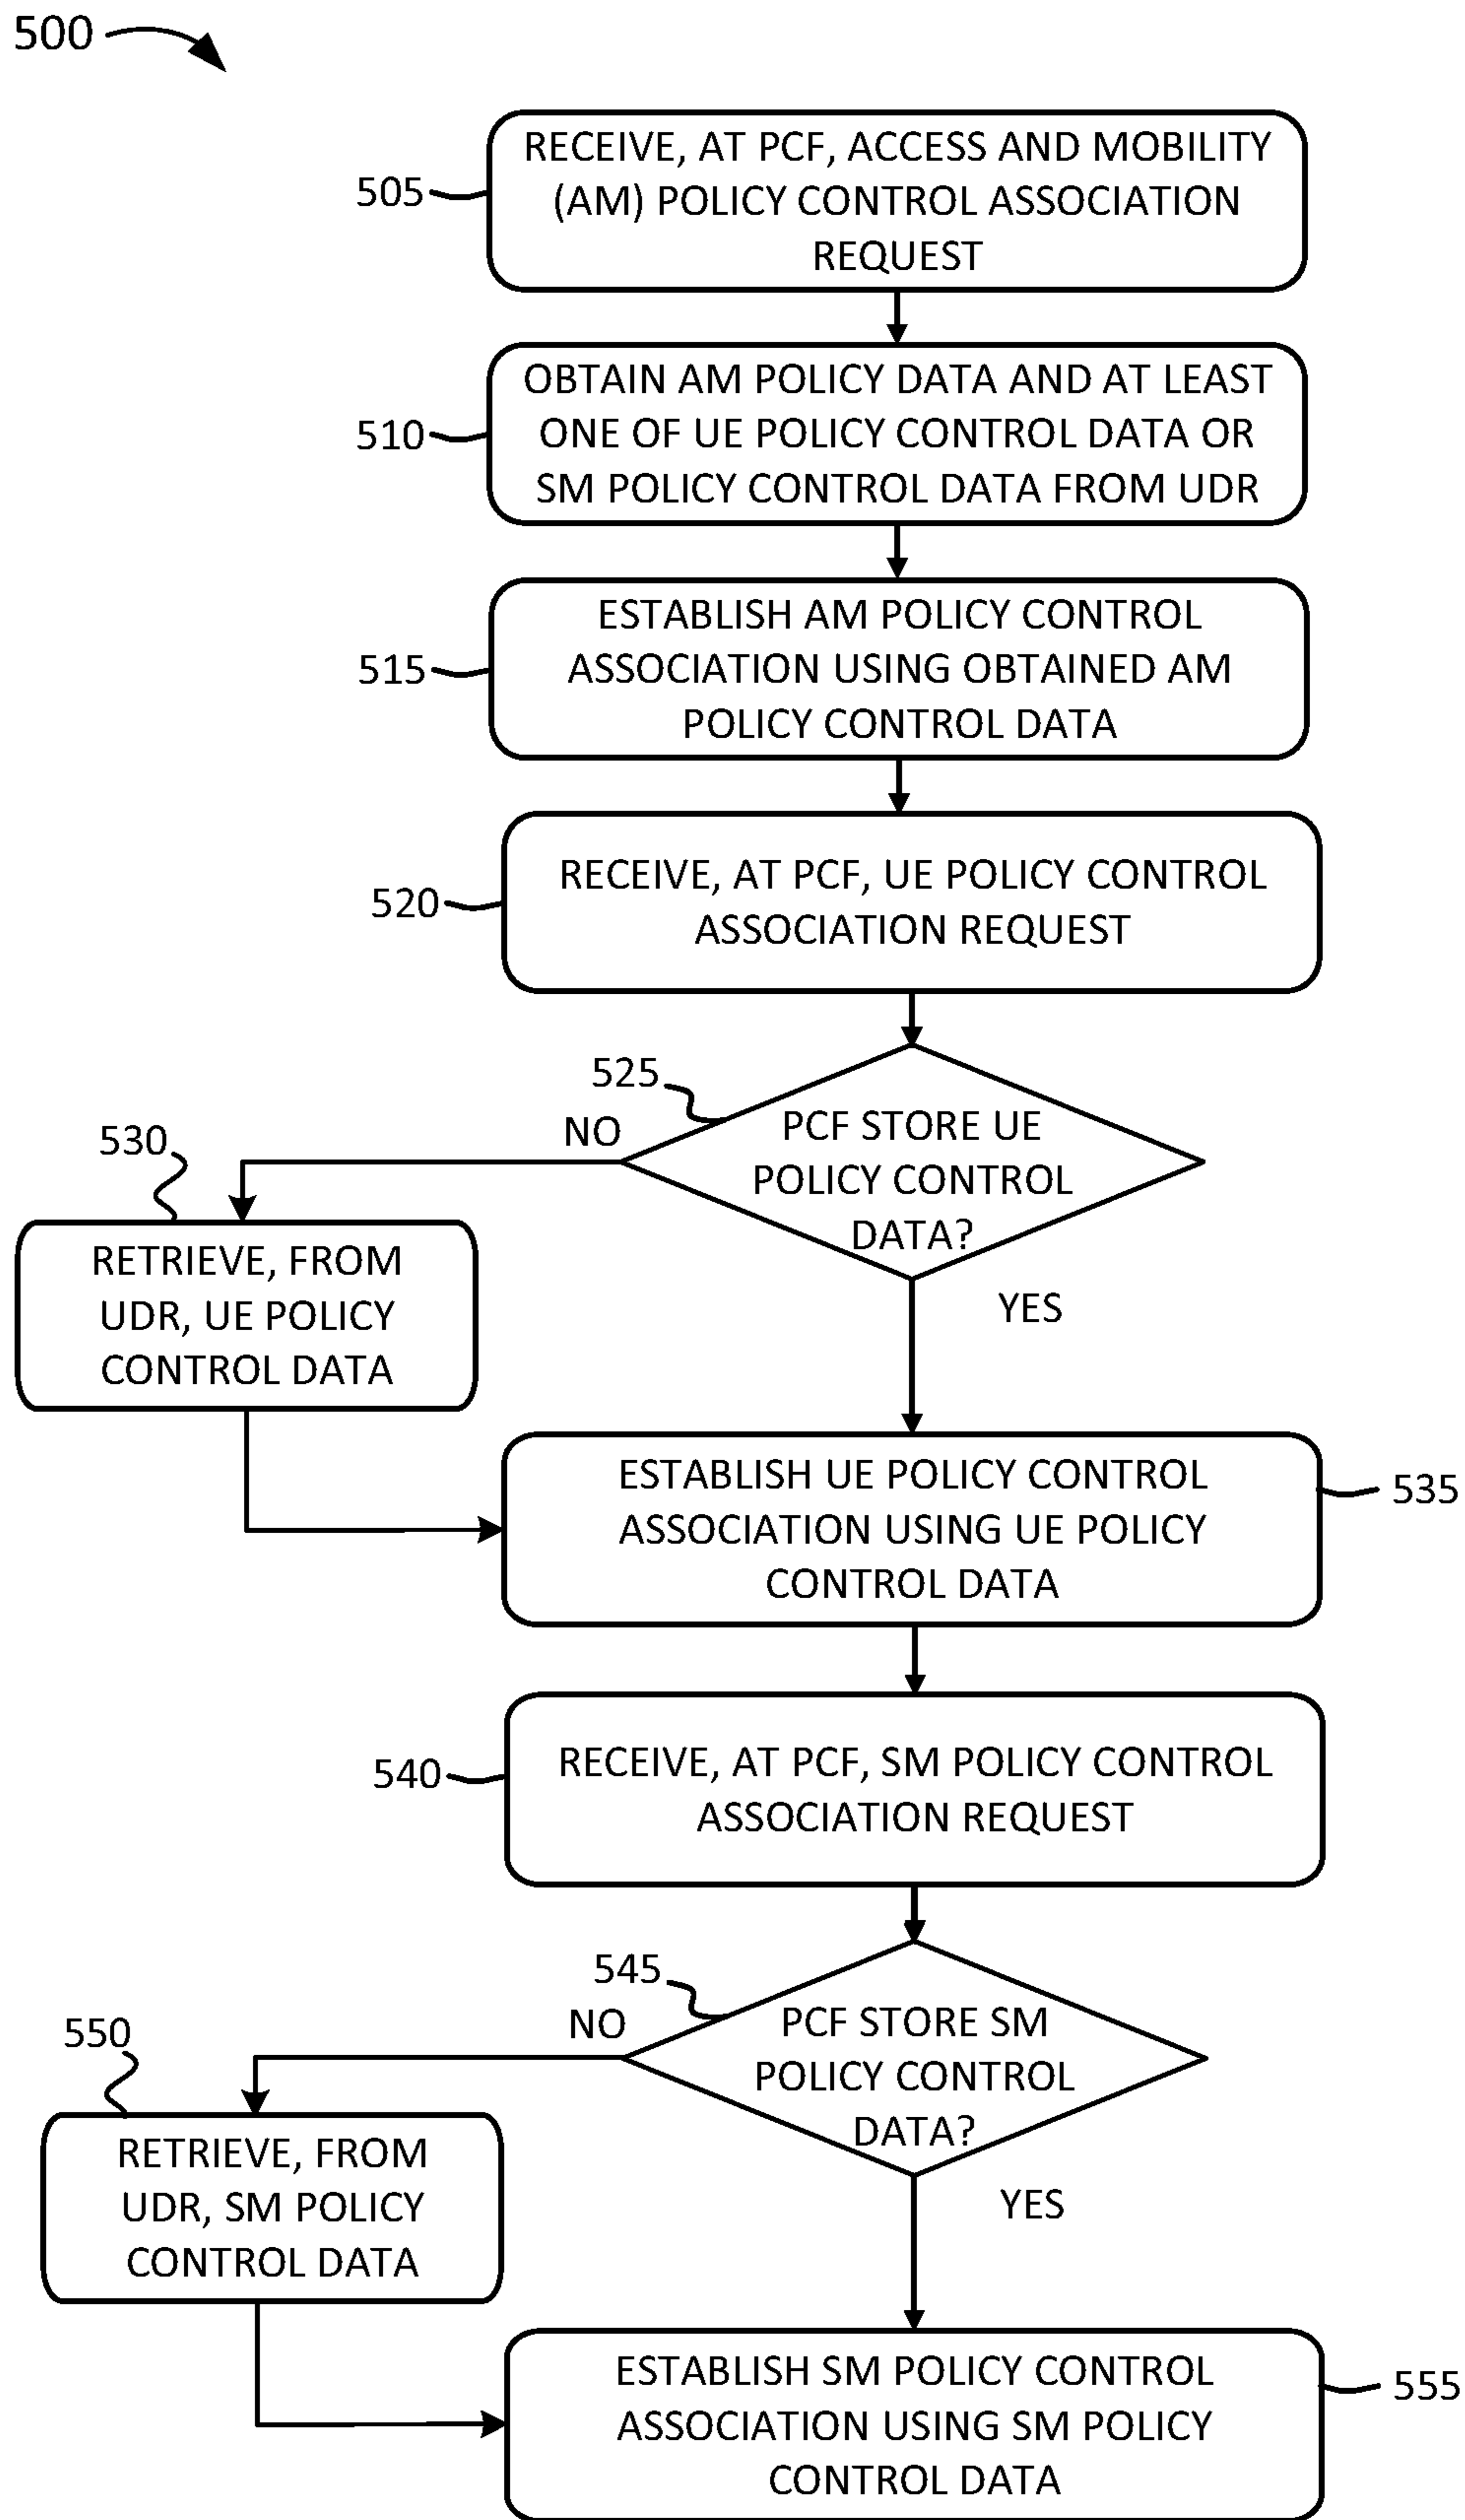 500
RECEIVE, AT PCF, ACCESS AND MOBILITY
(AM) POLICY CONTROL ASSOCIATION
REQUEST
505
OBTAIN AM POLICY DATA AND AT LEAST
ONE OF UE POLICY CONTROL DATA OR
SM POLICY CONTROL DATA FROM UDR
510
ESTABLISH AM POLICY CONTROL
ASSOCIATION USING OBTAINED AM
POLICY CONTROL DATA
515
RECEIVE, AT PCF, UE POLICY CONTROL
ASSOCIATION REQUEST
520
525
PCF STORE UE
POLICY CONTROL
DATA?
NO
YES
530
RETRIEVE, FROM
UDR, UE POLICY
CONTROL DATA
ESTABLISH UE POLICY CONTROL
ASSOCIATION USING UE POLICY
CONTROL DATA
535
RECEIVE, AT PCF, SM POLICY CONTROL
ASSOCIATION REQUEST
540
545
PCF STORE SM
POLICY CONTROL
DATA?
NO
YES
550
RETRIEVE, FROM
UDR, SM POLICY
CONTROL DATA
ESTABLISH SM POLICY CONTROL
ASSOCIATION USING SM POLICY
CONTROL DATA
555